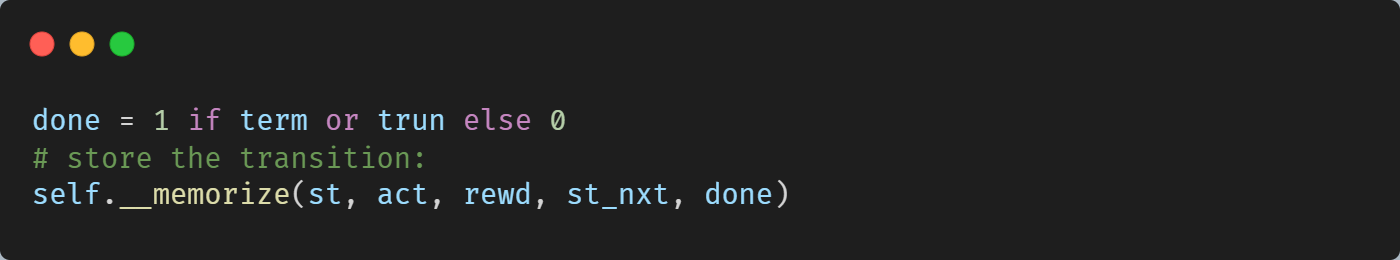 done = 1 if term or trun else 0
# store the transition:
self.__memorize(st, act, rewd, st_nxt, done)